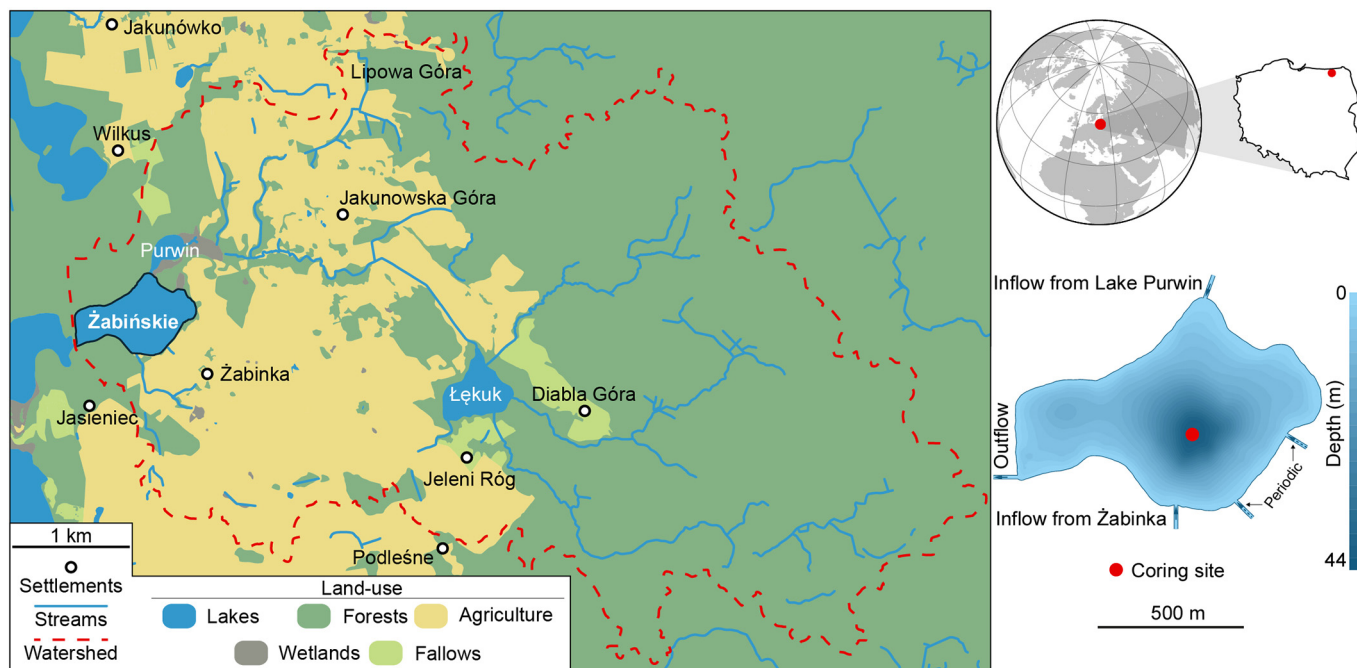 Jakunówko
Lipowa Góra
Wilkus
Jakunowska Góra
Purwin
Żabińskie
Żabinka
Łękuk
Diabla Góra
Jasieniec
Jeleni Róg
Podleśne
1 km
Settlements
Streams
Watershed
Land-use
Lakes
Forests
Agriculture
Wetlands
Fallows
Inflow from Lake Purwin
0
Outflow
Depth (m)
Periodic
Inflow from Żabinka
44
Coring site
500 m